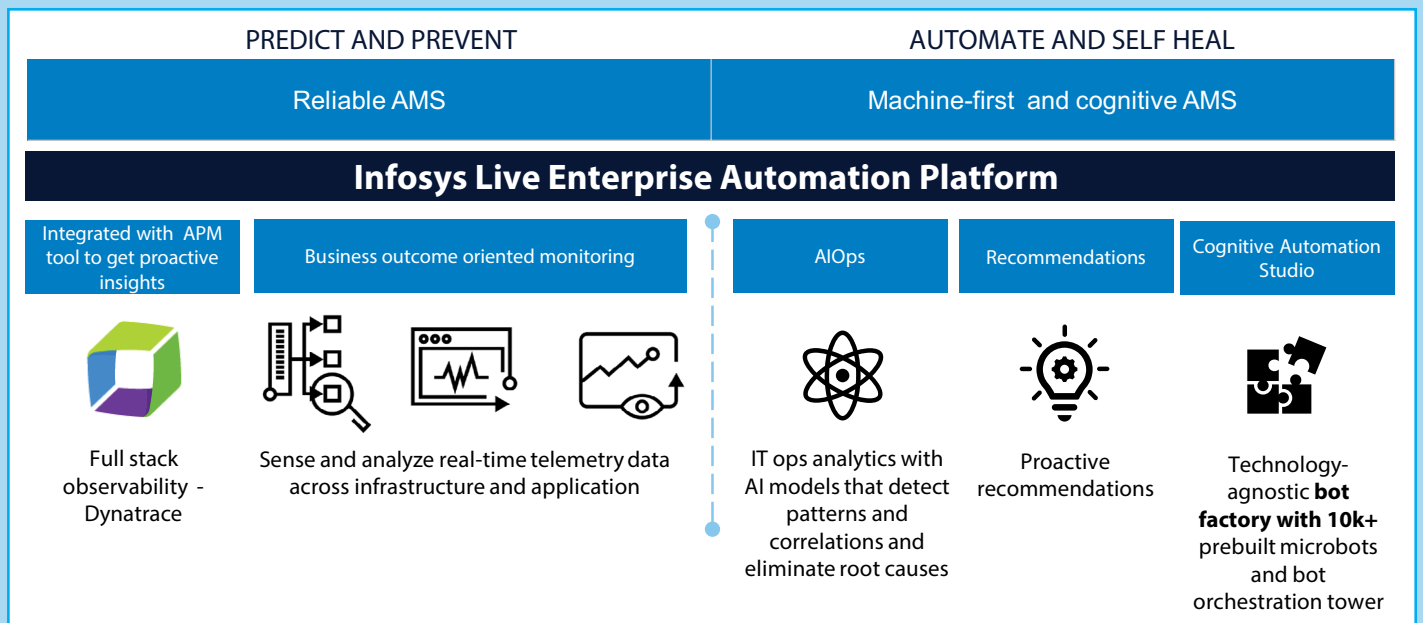 PREDICT AND PREVENT
AUTOMATE AND SELF HEAL
Reliable AMS
Machine-first and cognitive AMS
Infosys Live Enterprise Automation Platform
Integrated with APM
tool to get proactive
insights
Business outcome oriented monitoring
AIOps
Recommendations
Cognitive Automation
Studio
Full stack
observability -
Dynatrace
Sense and analyze real-time telemetry data
across infrastructure and application
IT ops analytics with
AI models that detect
patterns and
correlations and
eliminate root causes
Proactive
recommendations
Technology-
agnostic bot
factory with 10k+
prebuilt microbots
and bot
orchestration tower